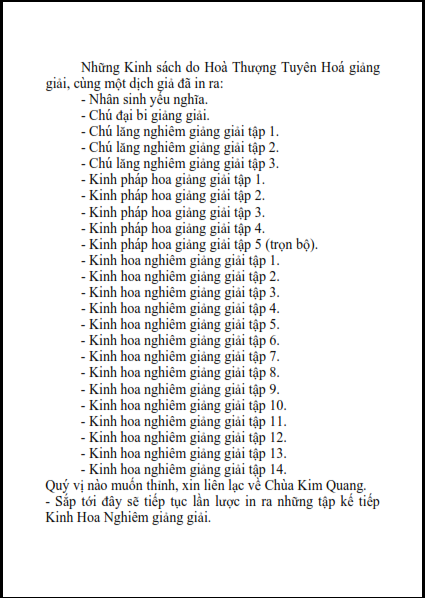 Những Kinh sách do Hoà Thượng Tuyên Hoá giảng
giải, cùng một dịch giả đã in ra:
- Nhân sinh yếu nghĩa.
- Chú đại bi giảng giải.
- Chú lăng nghiêm giảng giải tập 1.
- Chú lăng nghiêm giảng giải tập 2.
- Chú lăng nghiêm giảng giải tập 3.
- Kinh pháp hoa giảng giải tập 1.
- Kinh pháp hoa giảng giải tập 2.
- Kinh pháp hoa giảng giải tập 3.
- Kinh pháp hoa giảng giải tập 4.
- Kinh pháp hoa giảng giải tập 5 (trọn bộ).
- Kinh hoa nghiêm giảng giải tập 1.
- Kinh hoa nghiêm giảng giải tập 2.
- Kinh hoa nghiêm giảng giải tập 3.
- Kinh hoa nghiêm giảng giải tập 4.
- Kinh hoa nghiêm giảng giải tập 5.
- Kinh hoa nghiêm giảng giải tập 6.
- Kinh hoa nghiêm giảng giải tập 7.
- Kinh hoa nghiêm giảng giải tập 8.
- Kinh hoa nghiêm giảng giải tập 9.
- Kinh hoa nghiêm giảng giải tập 10.
- Kinh hoa nghiêm giảng giải tập 11.
- Kinh hoa nghiêm giảng giải tập 12.
- Kinh hoa nghiêm giảng giải tập 13.
- Kinh hoa nghiêm giảng giải tập 14.
Quý vị nào muốn thỉnh, xin liên lạc về Chùa Kim Quang.
- Sắp tới đây sẽ tiếp tục lần lược in ra những tập kế tiếp
Kinh Hoa Nghiêm giảng giải.